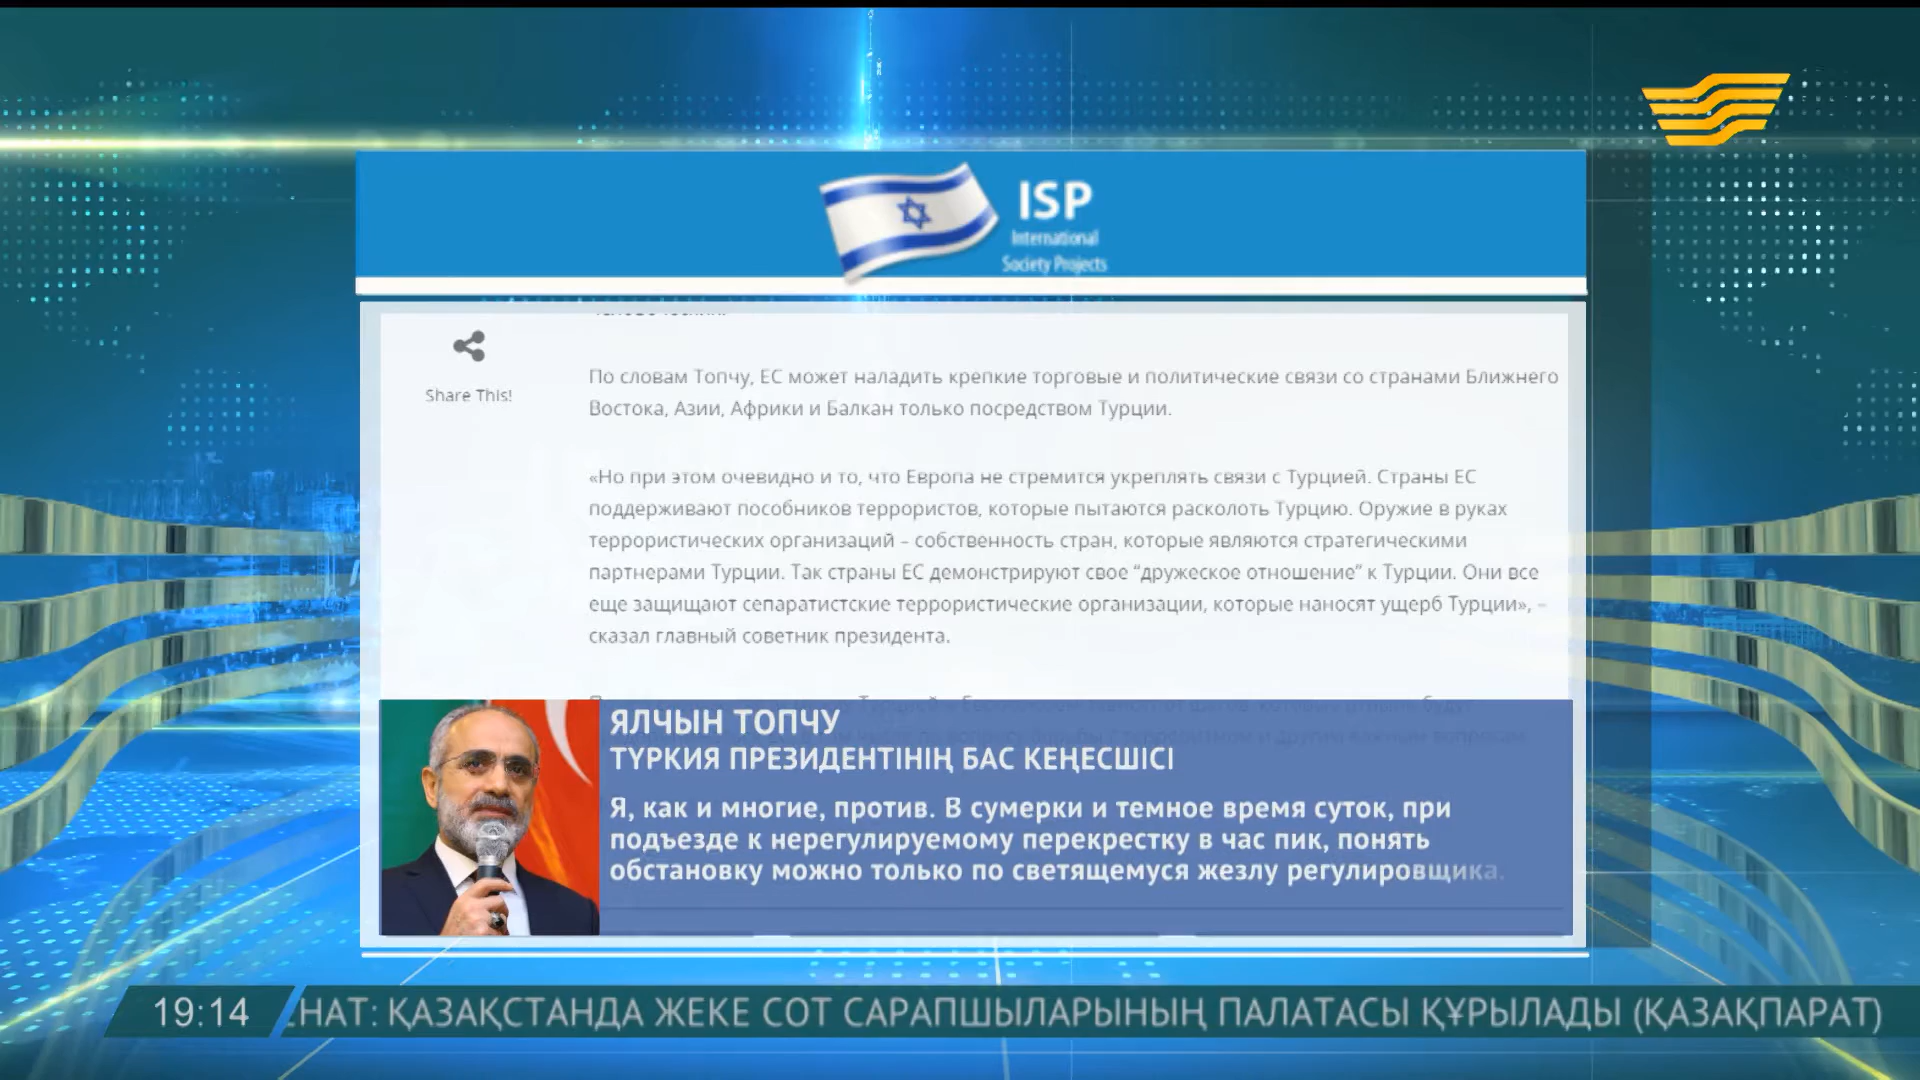 ISP
International
Society Projects
Share This!
По словам Топчу, ЕС может наладить крепкие торговые и политические связи со странами Ближнего
Востока, Азии, Африки и Балкан только посредством Турции.
«Но при этом очевидно и то, что Европа не стремится укреплять связи с Турцией. Страны ЕС
поддерживают пособников террористов, которые пытаются расколоть Турцию. Оружие в руках
террористических организаций – собственность стран, которые являются стратегическими
партнерами Турции. Так страны ЕС демонстрируют свое “дружеское отношение” к Турции. Они все
еще защищают сепаратистские террористические организации, которые наносят ущерб Турции», –
сказал главный советник президента.
ЯЛЧЫН ТОПЧУ
ТҮРКИЯ ПРЕЗИДЕНТІНІҢ БАС КЕҢЕСШІСІ
Я, как и многие, против. В сумерки и темное время суток, при
подъезде к нерегулируемому перекрестку в час пик, понять
обстановку можно только по светящемуся жезлу регулировщика.
19:14
ЕНАТ: ҚАЗАҚСТАНДА ЖЕКЕ СОТ САРАПШЫЛАРЫНЫҢ ПАЛАТАСЫ ҚҰРЫЛАДЫ (ҚАЗАҚПАРАТ)